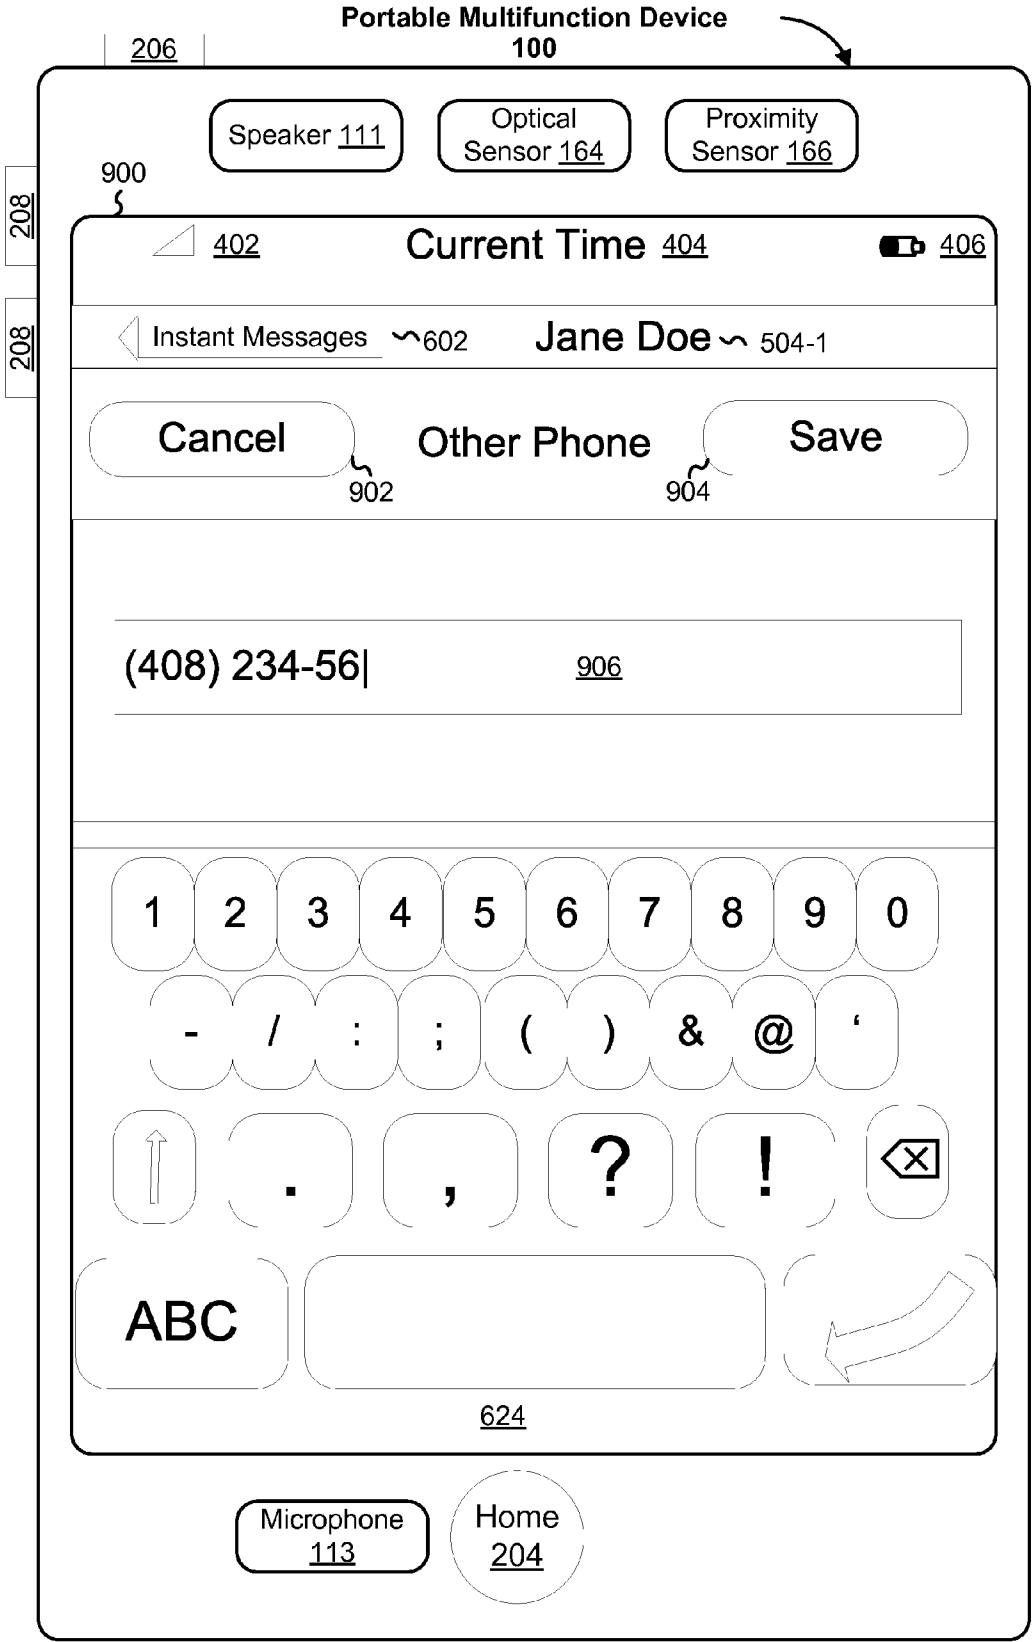 Portable Multifunction Device
100
206
Speaker 111
Optical
Sensor 164
Proximity
Sensor 166
900
208
402
Current Time 404
406
208
Instant Messages
602
Jane Doe
504-1
Cancel
Other Phone
Save
902
904
(408) 234-56|
906
1 2 3 4 5 6 7 8 9 0
- / : ; ( ) & @ ‘
. , ? !
ABC
624
Microphone
113
Home
204